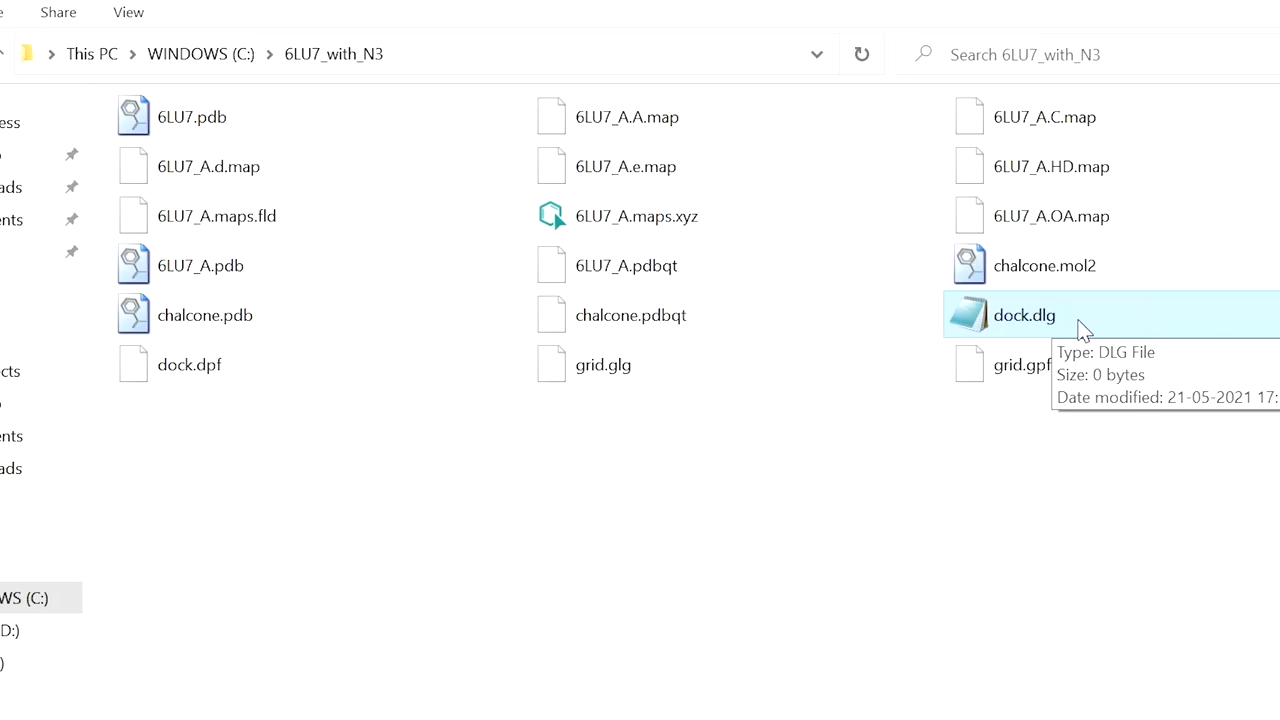 e Share View
This PC > WINDOWS (C:) > 6LU7_with_N3
Search 6LU7_with_N3
ess
ads
ents
ects
ents
ads
WS (C:)
D:)
)
6LU7.pdb 6LU7_A.A.map 6LU7_A.C.map
6LU7_A.d.map 6LU7_A.e.map 6LU7_A.HD.map
6LU7_A.maps.fld 6LU7_A.maps.xyz 6LU7_A.OA.map
6LU7_A.pdb 6LU7_A.pdbqt chalcone.mol2
chalcone.pdb chalcone.pdbqt dock.dlg
dock.dpf grid.glg grid.gpf
Type: DLG File
Size: 0 bytes
Date modified: 21-05-2021 17: